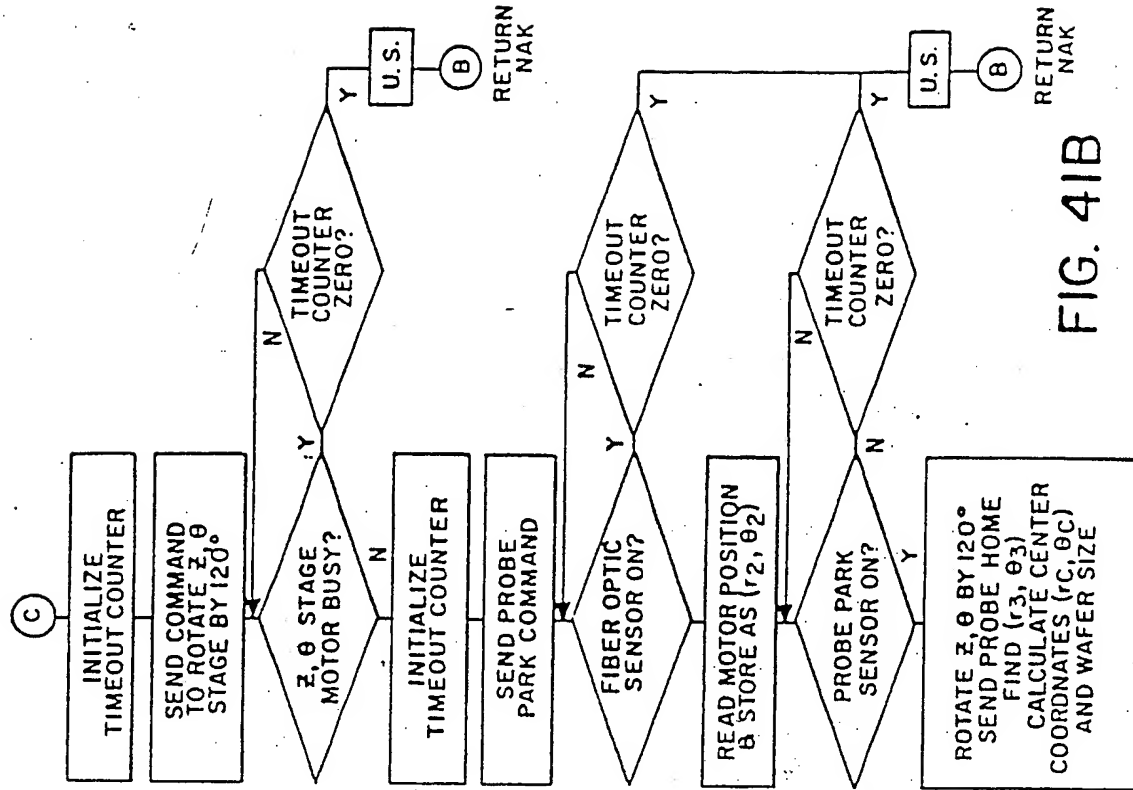 C
INITIALIZE
TIMEOUT COUNTER
SEND COMMAND
TO ROTATE Z, θ
STAGE BY 120°
Z, θ STAGE
MOTOR BUSY?
Y
N
TIMEOUT
COUNTER
ZERO?
N
Y
U. S.
B
RETURN
NAK
INITIALIZE
TIMEOUT COUNTER
SEND PROBE
PARK COMMAND
FIBER OPTIC
SENSOR ON?
Y
TIMEOUT
COUNTER
ZERO?
N
Y
READ MOTOR POSITION
& STORE AS (r2, θ2)
PROBE PARK
SENSOR ON?
N
Y
TIMEOUT
COUNTER
ZERO?
N
Y
U. S.
B
RETURN
NAK
ROTATE Z, θ BY 120°
SEND PROBE HOME
FIND (r3, θ3)
CALCULATE CENTER
COORDNATES (rC, θC)
AND WAFER SIZE
FIG. 41B